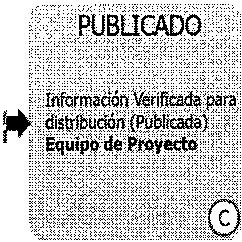 PUBLICADO
Información Verificada para
distribución (Publicada)
Equipo de Proyecto
C